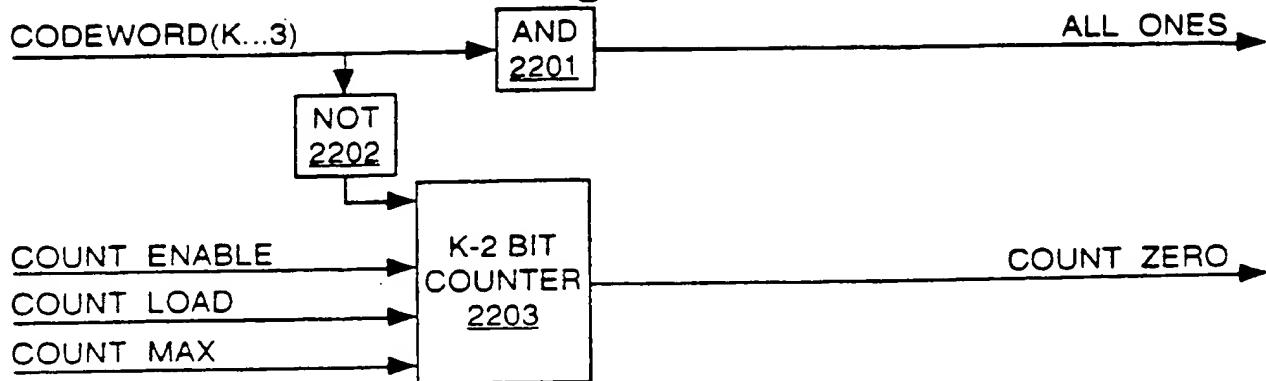 CODEWORD(K...3)
AND
2201
ALL ONES
NOT
2202
K-2 BIT
COUNTER
2203
COUNT ENABLE
COUNT LOAD
COUNT MAX
COUNT ZERO